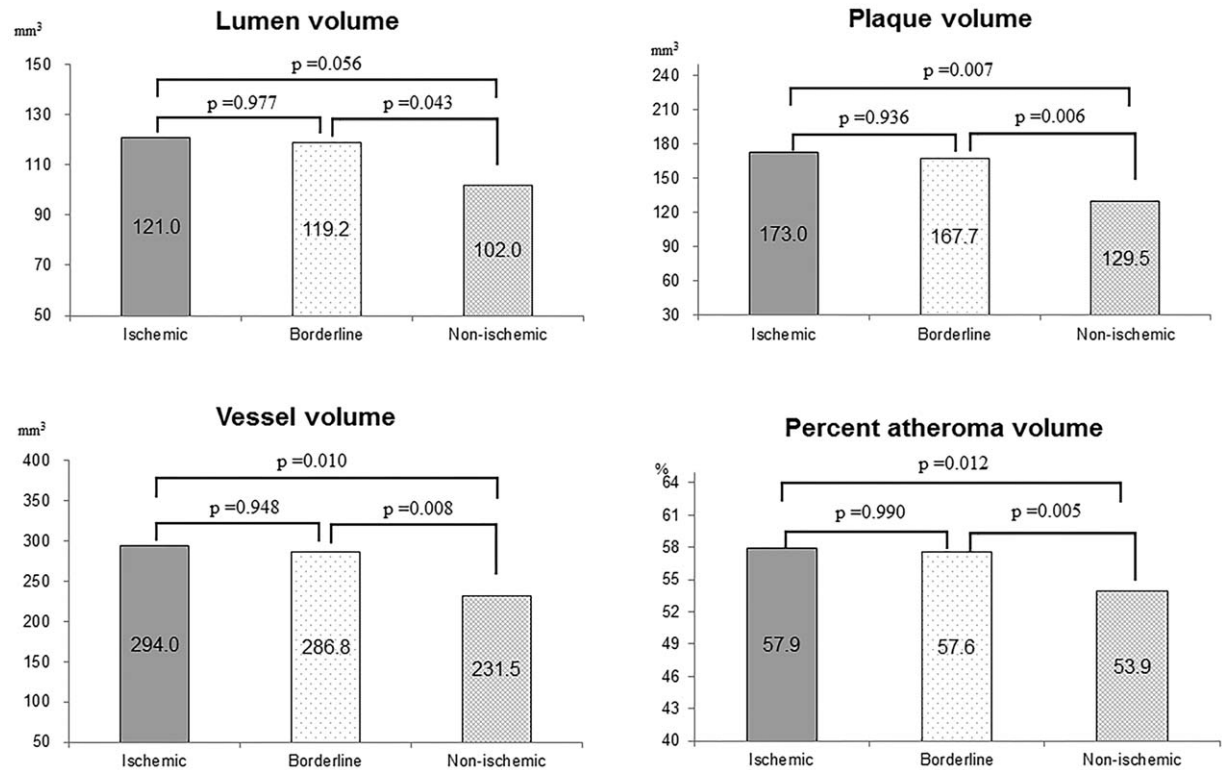 Lumen volume
mm³
150
130
110
90
70
50
p =0.056
p =0.977
p =0.043
121.0
119.2
102.0
Ischemic
Borderline
Non-ischemic
Plaque volume
mm³
240
210
180
150
120
90
60
30
p =0.007
p =0.936
p =0.006
173.0
167.7
129.5
Ischemic
Borderline
Non-ischemic
Vessel volume
mm³
400
350
300
250
200
150
100
50
p =0.010
p =0.948
p =0.008
294.0
286.8
231.5
Ischemic
Borderline
Non-ischemic
Percent atheroma volume
%
64
61
58
55
52
49
46
43
40
p =0.012
p =0.990
p =0.005
57.9
57.6
53.9
Ischemic
Borderline
Non-ischemic